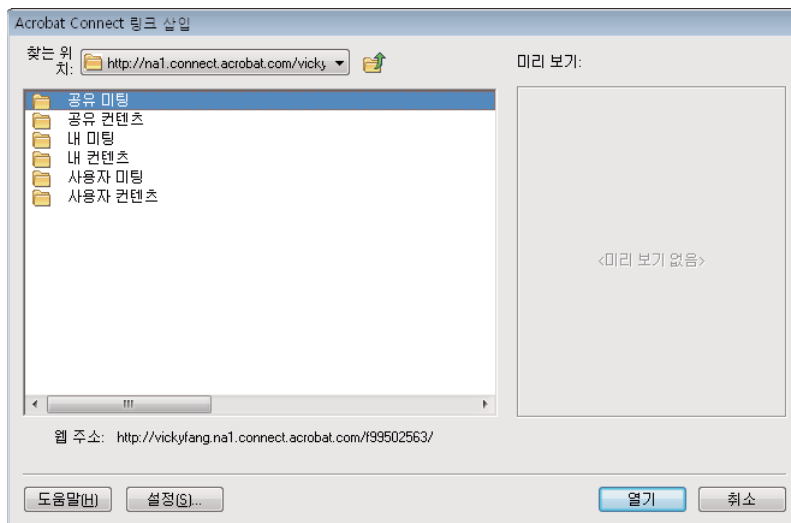 Acrobat Connect 링크 삽입
찾는 위
치:
http://na1.connect.acrobat.com/vicky
미리 보기:
공유 미팅
공유 컨텐츠
내 미팅
내 컨텐츠
사용자 미팅
사용자 컨텐츠
<미리 보기 없음>
웹 주소: http://vickyfang.na1.connect.acrobat.com/f99502563/
도움말(H) 설정(S)... 열기 취소